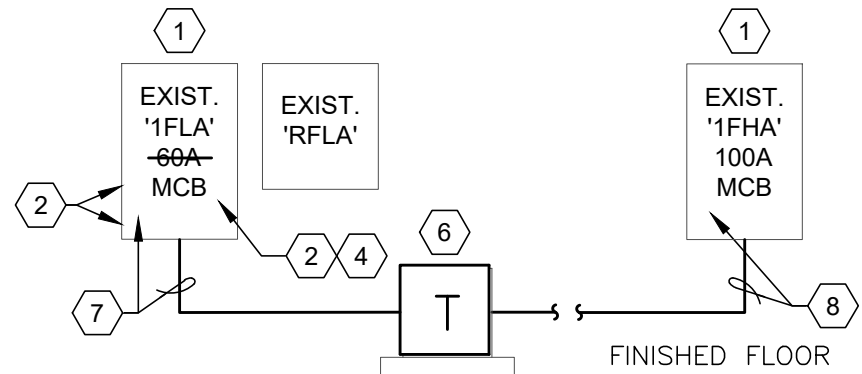 1
1
EXIST.
'1FLA'
60A
MCB
EXIST.
'RFLA'
EXIST.
'1FHA'
100A
MCB
2
2
4
6
7
T
8
FINISHED FLOOR